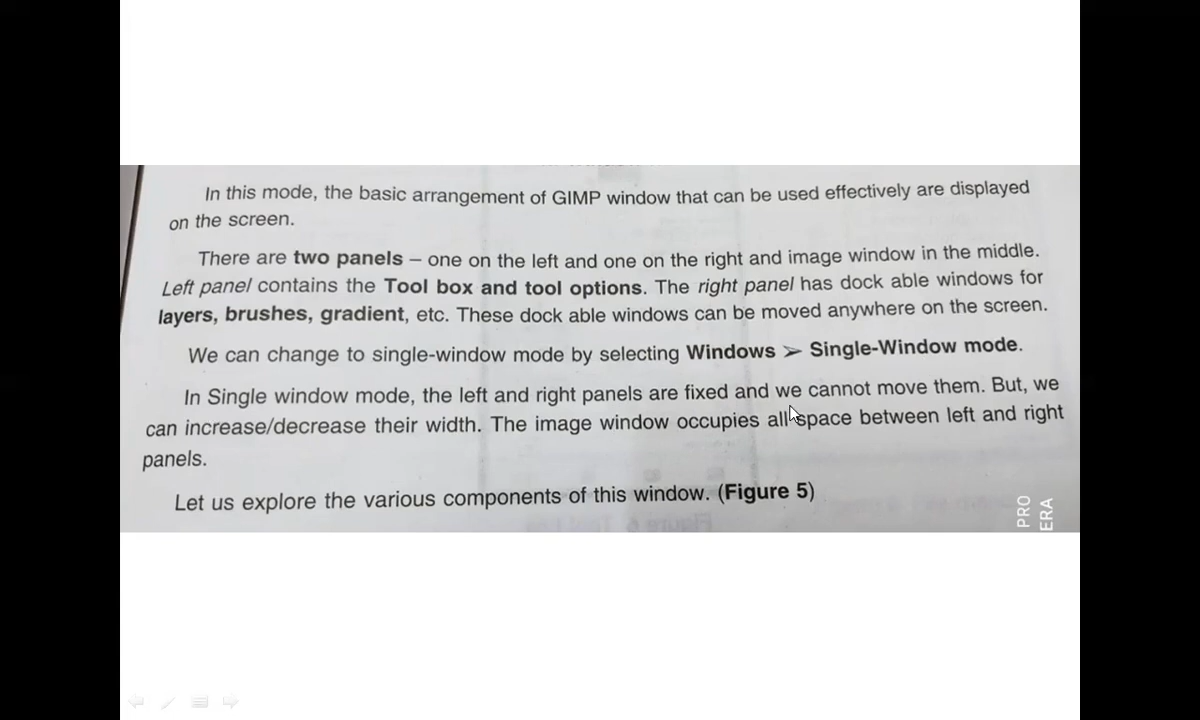 In this mode, the basic arrangement of GIMP window that can be used effectively are displayed
on the screen.
There are two panels – one on the left and one on the right and image window in the middle.
Left panel contains the Tool box and tool options. The right panel has dock able windows for
layers, brushes, gradient, etc. These dock able windows can be moved anywhere on the screen.
We can change to single-window mode by selecting Windows ➢ Single-Window mode.
In Single window mode, the left and right panels are fixed and we cannot move them. But, we
can increase/decrease their width. The image window occupies all space between left and right
panels.
Let us explore the various components of this window. (Figure 5)
PRO
ERA